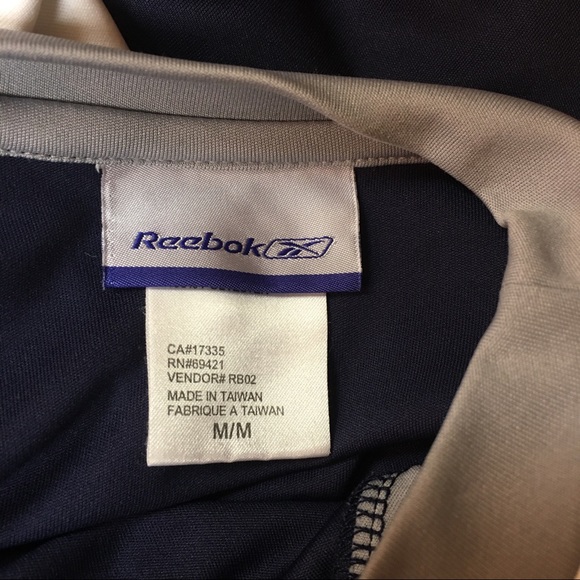 Reebok
CA#17335
RN#69421
VENDOR# RB02
MADE IN TAIWAN
FABRIQUE A TAIWAN
M/M